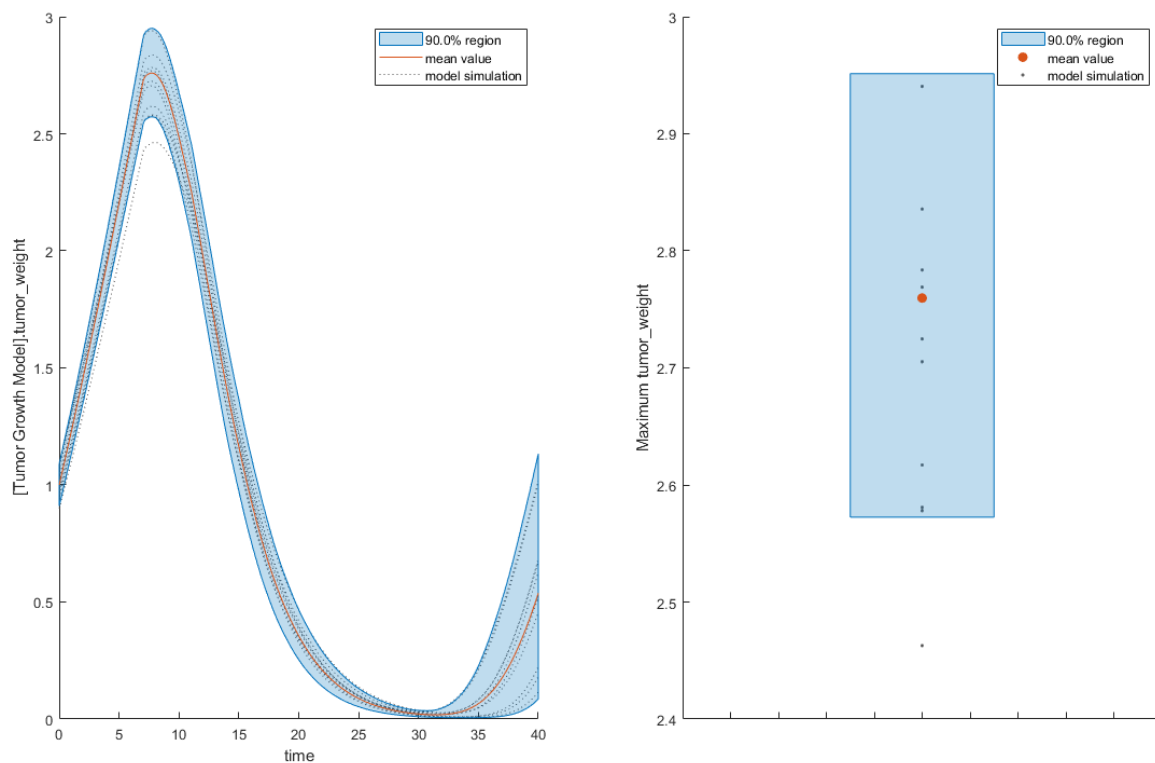 3
2.5
2
1.5
1
0.5
0
[Tumor Growth Model].tumor_weight
90.0% region
mean value
model simulation
0 5 10 15 20 25 30 35 40
time
3
2.9
2.8
2.7
2.6
2.5
2.4
Maximum tumor_weight
90.0% region
mean value
model simulation